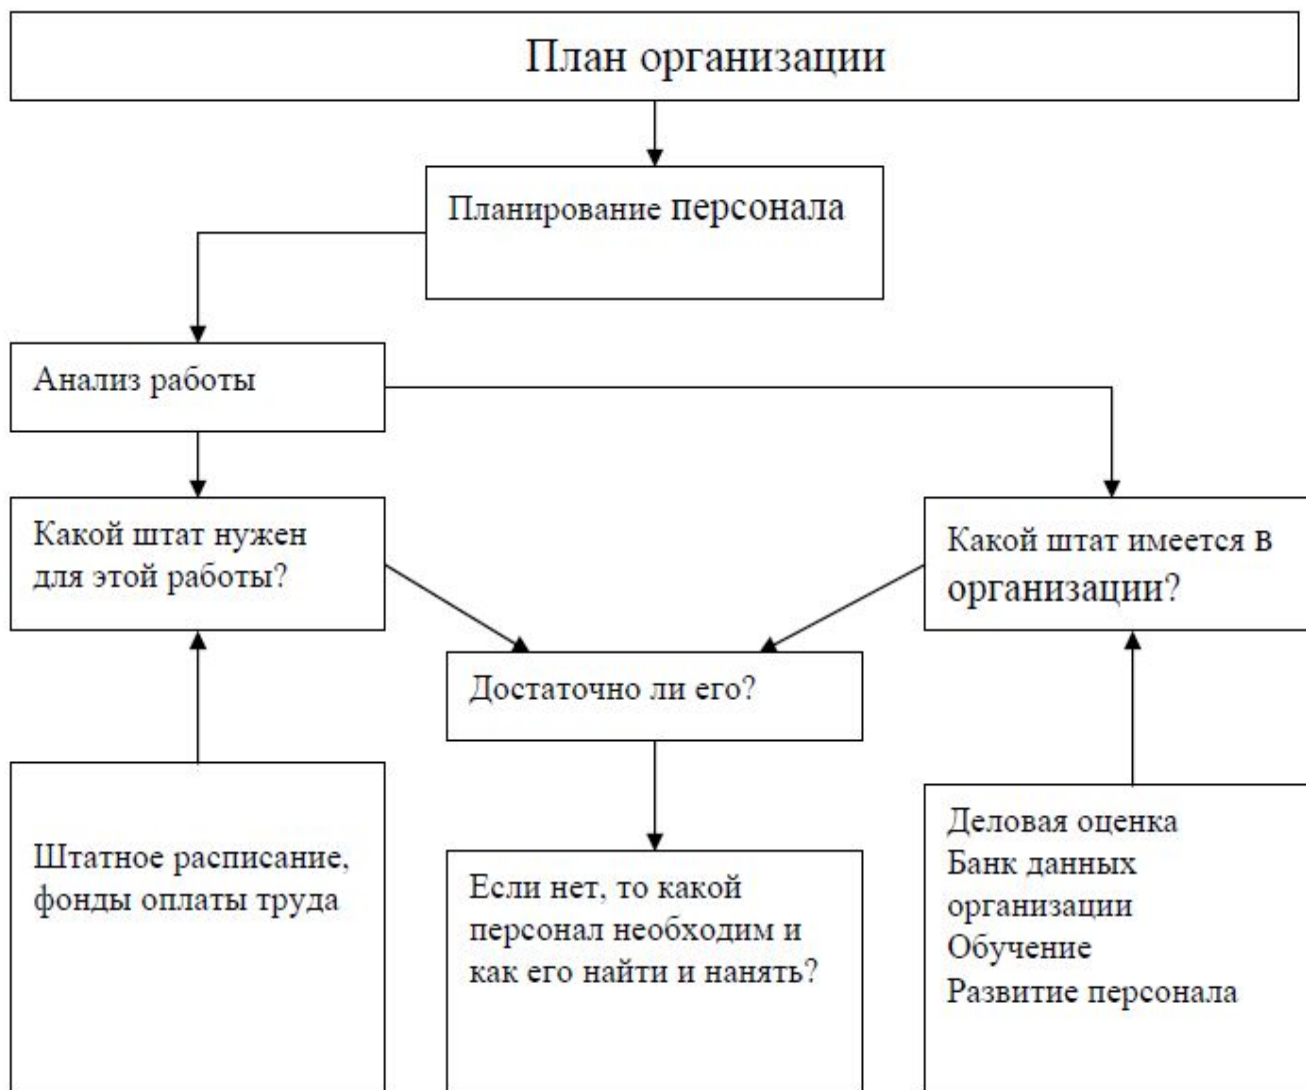 План организации
Планирование персонала
Анализ работы
Какой штат нужен
для этой работы?
Какой штат имеется в
организации?
Достаточно ли его?
Штатное расписание,
фонды оплаты труда
Если нет, то какой
персонал необходим и
как его найти и нанять?
Деловая оценка
Банк данных
организации
Обучение
Развитие персонала